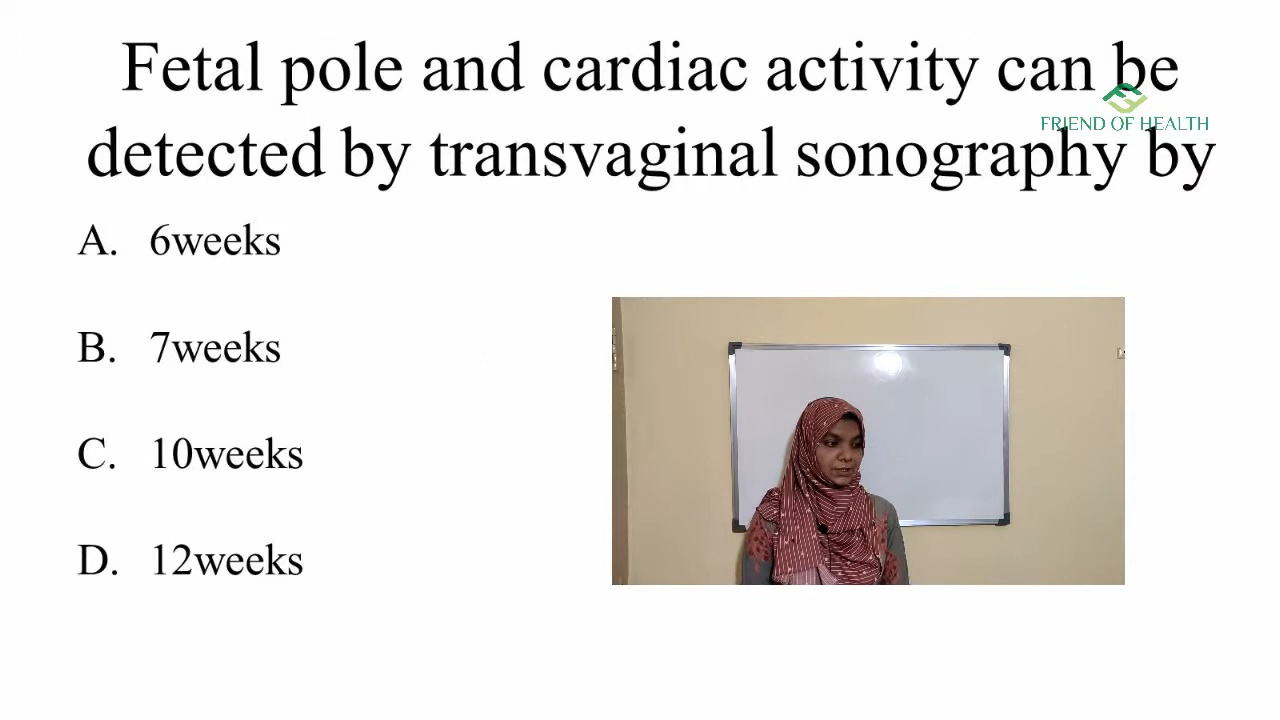 Fetal pole and cardiac activity can be
FRIEND OF HEALTH
detected by transvaginal sonography by
A. 6weeks
B. 7weeks
C. 10weeks
D. 12weeks